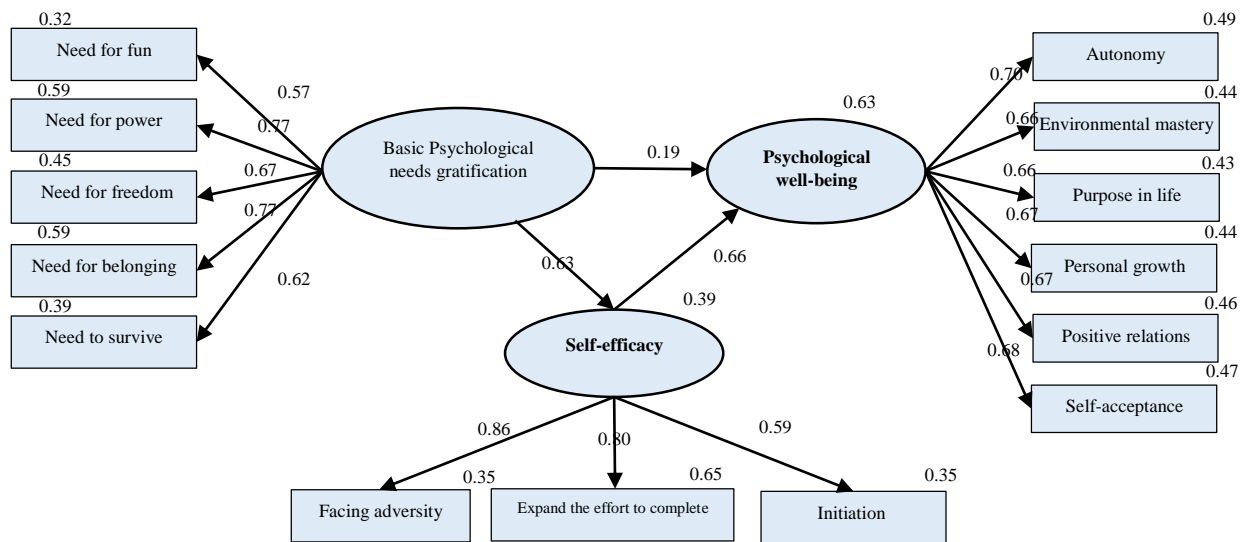 0.32
Need for fun
0.59
Need for power
0.45
Need for freedom
0.59
Need for belonging
0.39
Need to survive
0.57
0.77
0.67
0.77
0.62
Basic Psychological
needs gratification
0.19
0.63
Psychological
well-being
0.63
0.66
0.39
Self-efficacy
0.86
0.80
0.59
0.35
Facing adversity
0.65
Expand the effort to complete
0.35
Initiation
0.70
0.66
0.66
0.67
0.67
0.68
0.49
Autonomy
0.44
Environmental mastery
0.43
Purpose in life
0.44
Personal growth
0.46
Positive relations
0.47
Self-acceptance